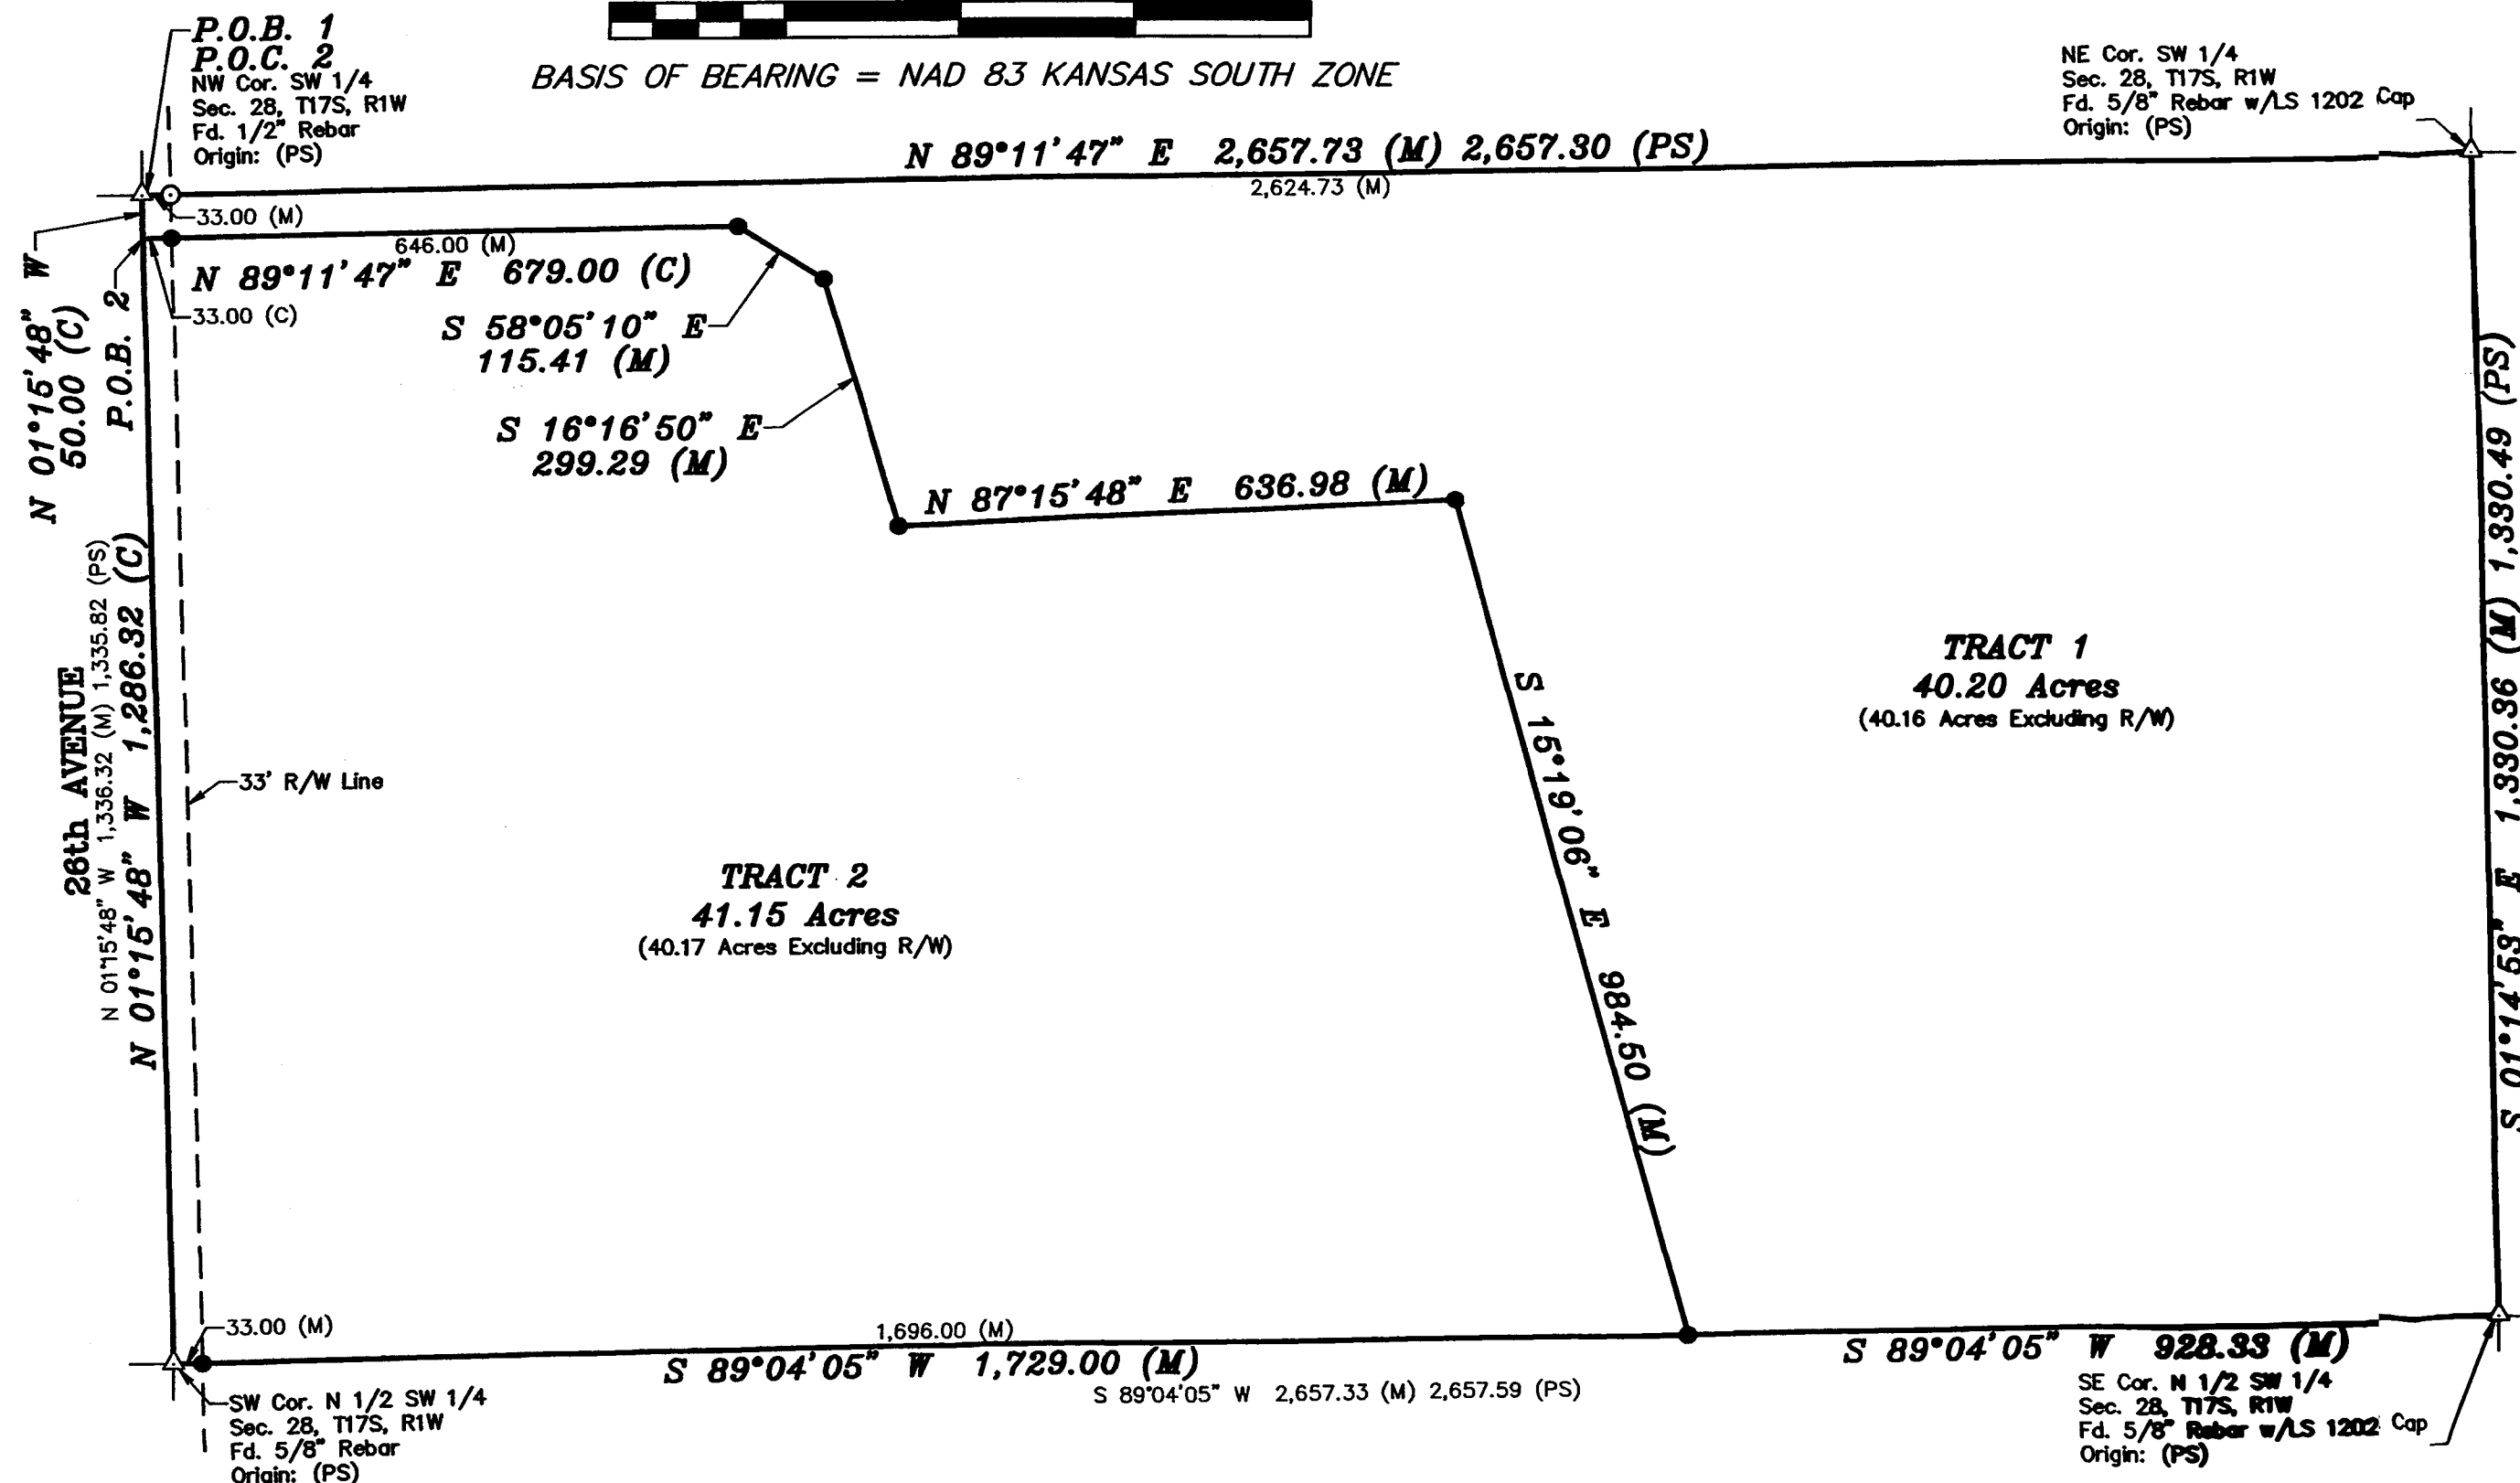 P.O.B. 1
P.O.C. 2
NW Cor. SW 1/4
Sec. 28, T17S, R1W
Fd. 1/2" Rebar
Origin: (PS)
BASIS OF BEARING = NAD 83 KANSAS SOUTH ZONE
NE Cor. SW 1/4
Sec. 28, T17S, R1W
Fd. 5/8" Rebar w/LS 1202 Cap
Origin: (PS)
N 89°11'47" E 2,657.73 (M) 2,657.30 (PS)
2,624.73 (M)
33.00 (M)
646.00 (M)
N 89°11'47" E 679.00 (C)
33.00 (C)
N 01°15'48" W
50.00 (C)
P.O.B. 2
S 58°05'10" E
115.41 (M)
S 16°16'50" E
299.29 (M)
N 87°15'48" E 636.98 (M)
S 01°14'53" E 1,330.36 (M) 1,330.49 (PS)
26th AVENUE
N 01°15'48" W 1,336.32 (M) 1,335.82 (PS)
N 01°15'48" W 1,286.32 (C)
33' R/W Line
S 15°19'06" E 984.50 (M)
TRACT 1
40.20 Acres
(40.16 Acres Excluding R/W)
TRACT 2
41.15 Acres
(40.17 Acres Excluding R/W)
33.00 (M)
1,696.00 (M)
S 89°04'05" W 1,729.00 (M)
S 89°04'05" W 928.33 (M)
S 89°04'05" W 2,657.33 (M) 2,657.59 (PS)
SW Cor. N 1/2 SW 1/4
Sec. 28, T17S, R1W
Fd. 5/8" Rebar
Origin: (PS)
SE Cor. N 1/2 SW 1/4
Sec. 28, T17S, R1W
Fd. 5/8" Rebar w/LS 1202 Cap
Origin: (PS)